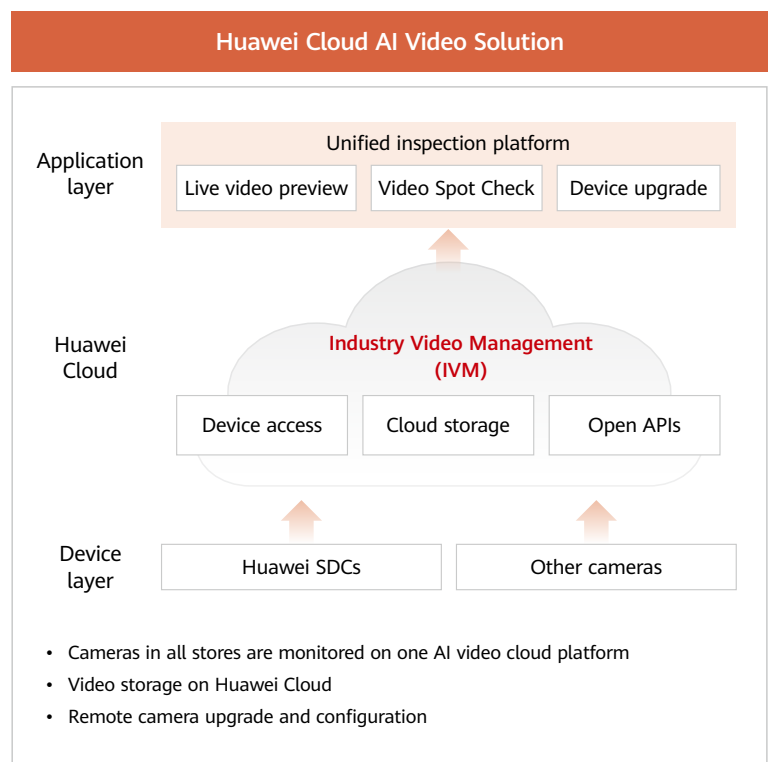 Huawei Cloud AI Video Solution
Application
layer
Unified inspection platform
Live video preview
Video Spot Check
Device upgrade
Huawei
Cloud
Industry Video Management
(IVM)
Device access
Cloud storage
Open APIs
Device
layer
Huawei SDCs
Other cameras
• Cameras in all stores are monitored on one AI video cloud platform
• Video storage on Huawei Cloud
• Remote camera upgrade and configuration